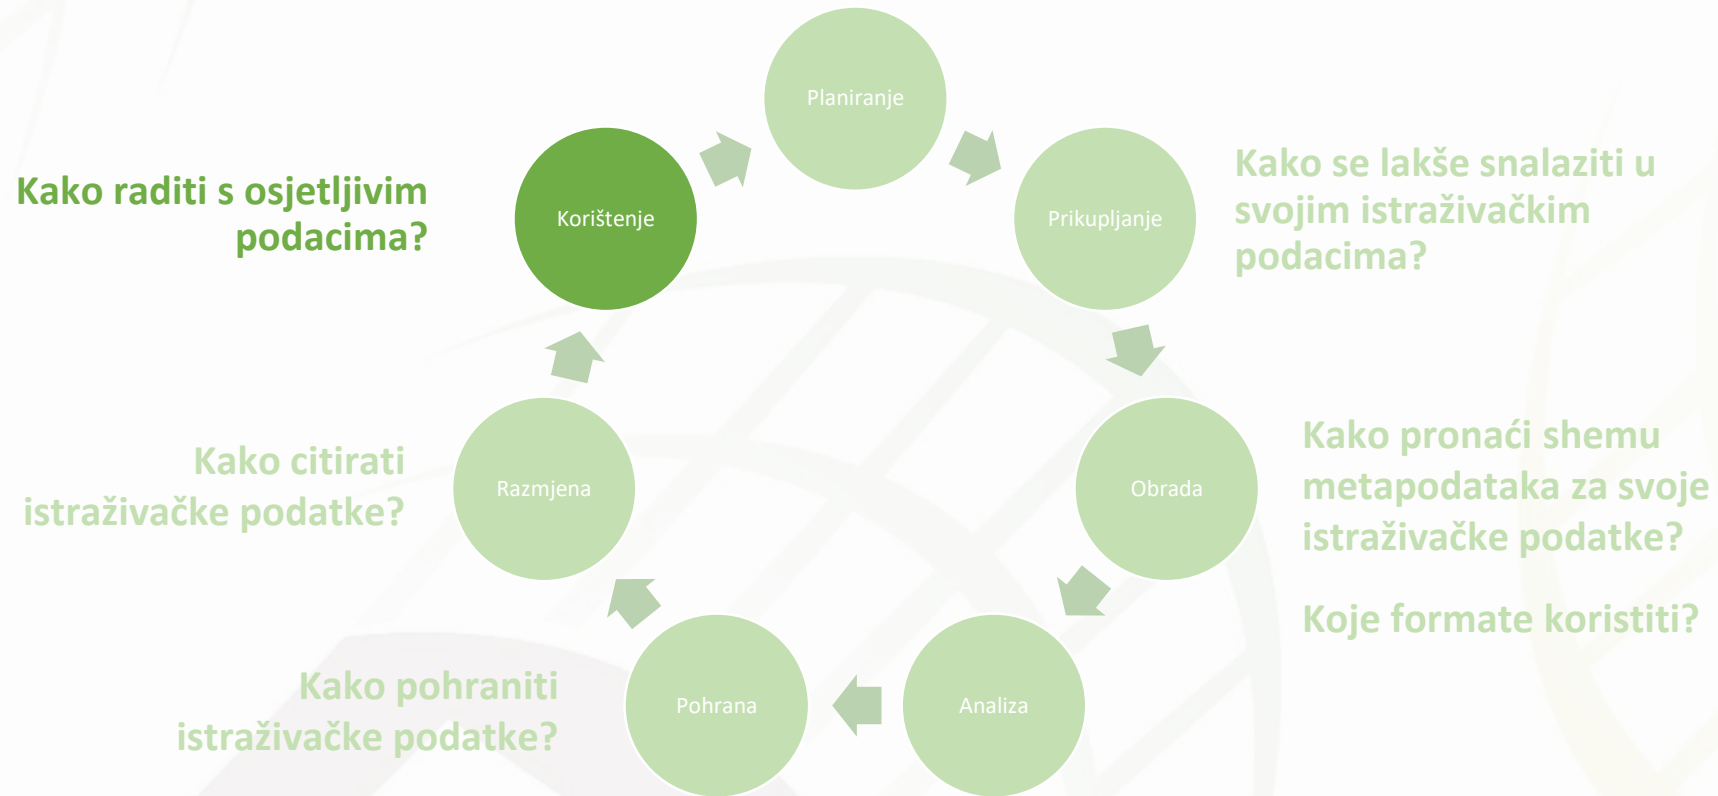 Planiranje
Kako raditi s osjetljivim
podacima?
Korištenje
Prikupljanje
Kako se lakše snalaziti u
svojim istraživačkim
podacima?
Kako citirati
istraživačke podatke?
Razmjena
Obrada
Kako pronaći shemu
metapodataka za svoje
istraživačke podatke?
Koje formate koristiti?
Kako pohraniti
istraživačke podatke?
Pohrana
Analiza